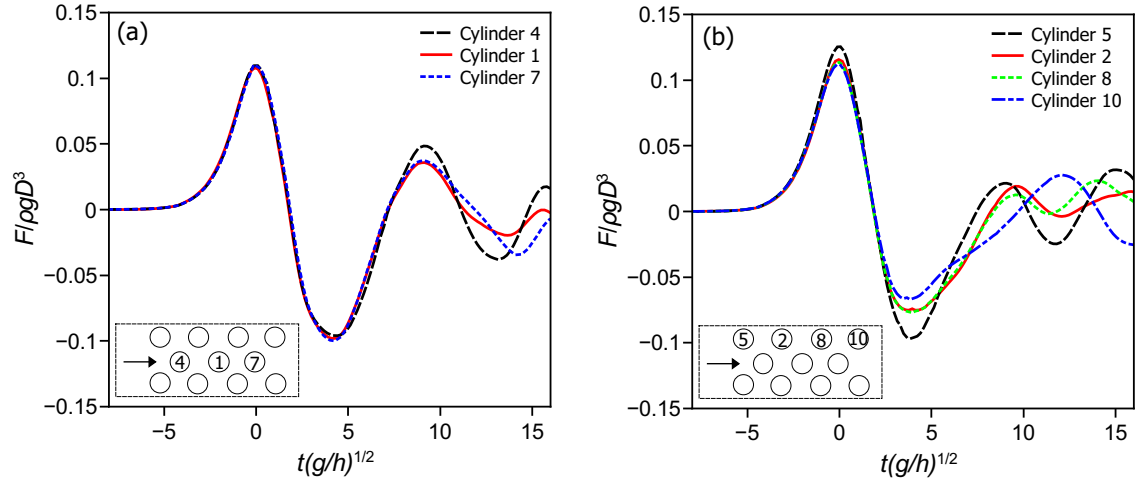 (a)
Cylinder 4
Cylinder 1
Cylinder 7
0.15
0.1
0.05
0
−0.05
−0.1
−0.15
F/ρgD³
4 1 7
−5 0 5 10 15
t(g/h)^{1/2}
(b)
Cylinder 5
Cylinder 2
Cylinder 8
Cylinder 10
0.15
0.1
0.05
0
−0.05
−0.1
−0.15
F/ρgD³
5 2 8 10
−5 0 5 10 15
t(g/h)^{1/2}